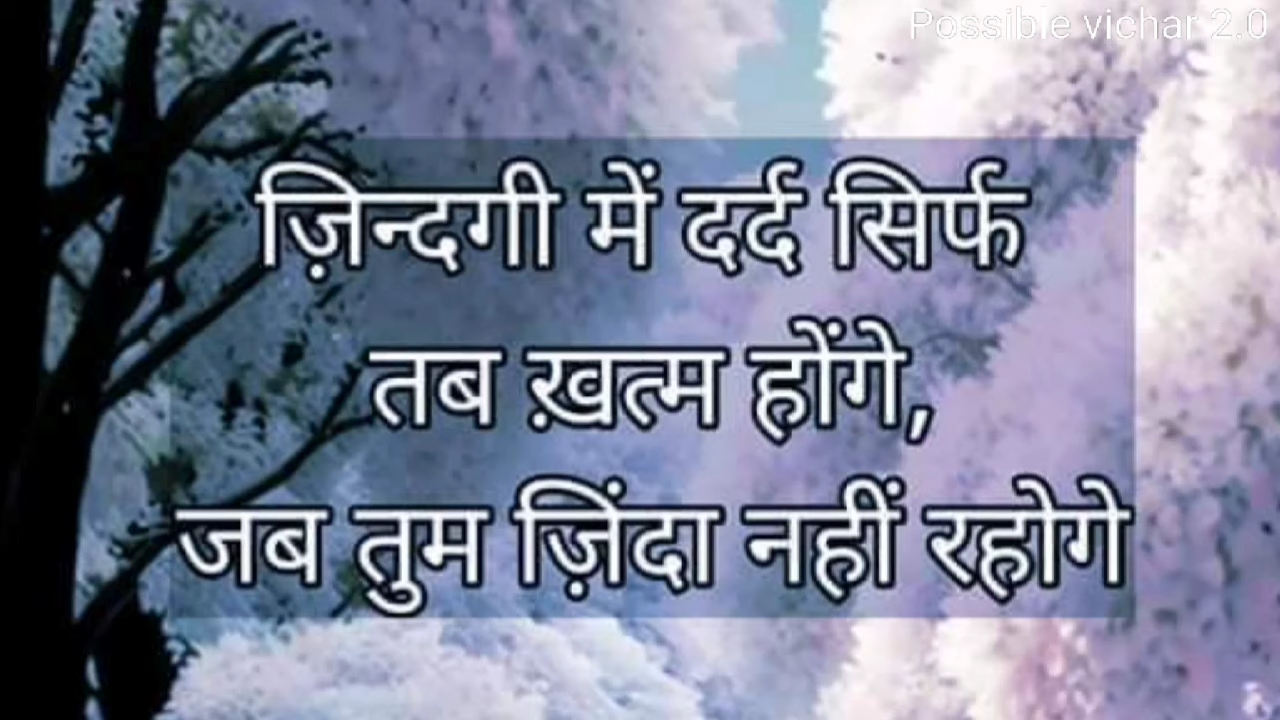 Possible vichar 2.0
ज़िन्दगी में दर्द सिर्फ
तब ख़त्म होंगे,
जब तुम ज़िंदा नहीं रहोगे